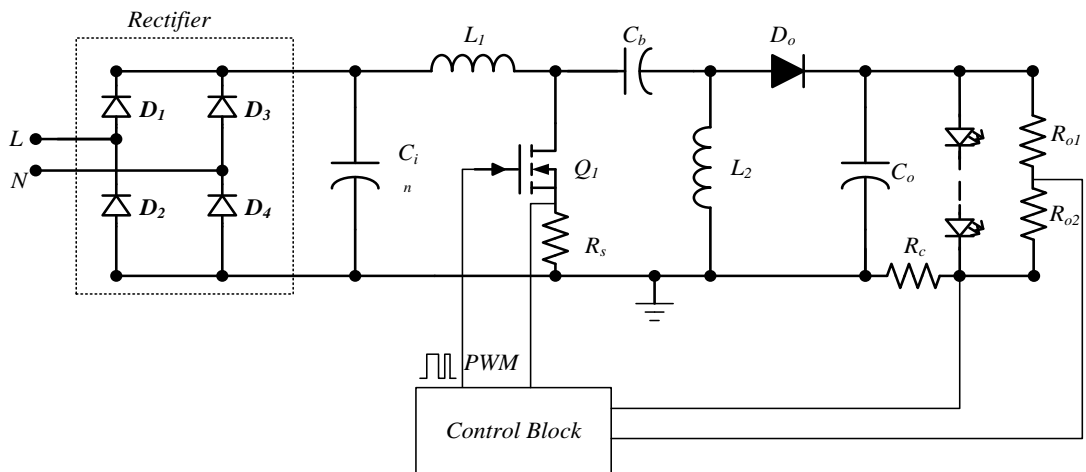 Rectifier
L1
Cb
Do
D1
D3
L
N
Ci
n
Q1
L2
Co
Ro1
D2
D4
Rs
Rc
Ro2
PWM
Control Block